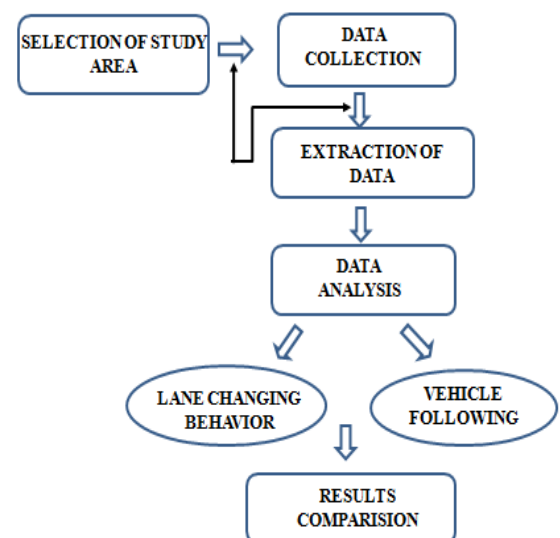 SELECTION OF STUDY
AREA
DATA
COLLECTION
EXTRACTION OF
DATA
DATA
ANALYSIS
LANE CHANGING
BEHAVIOR
VEHICLE
FOLLOWING
RESULTS
COMPARISION